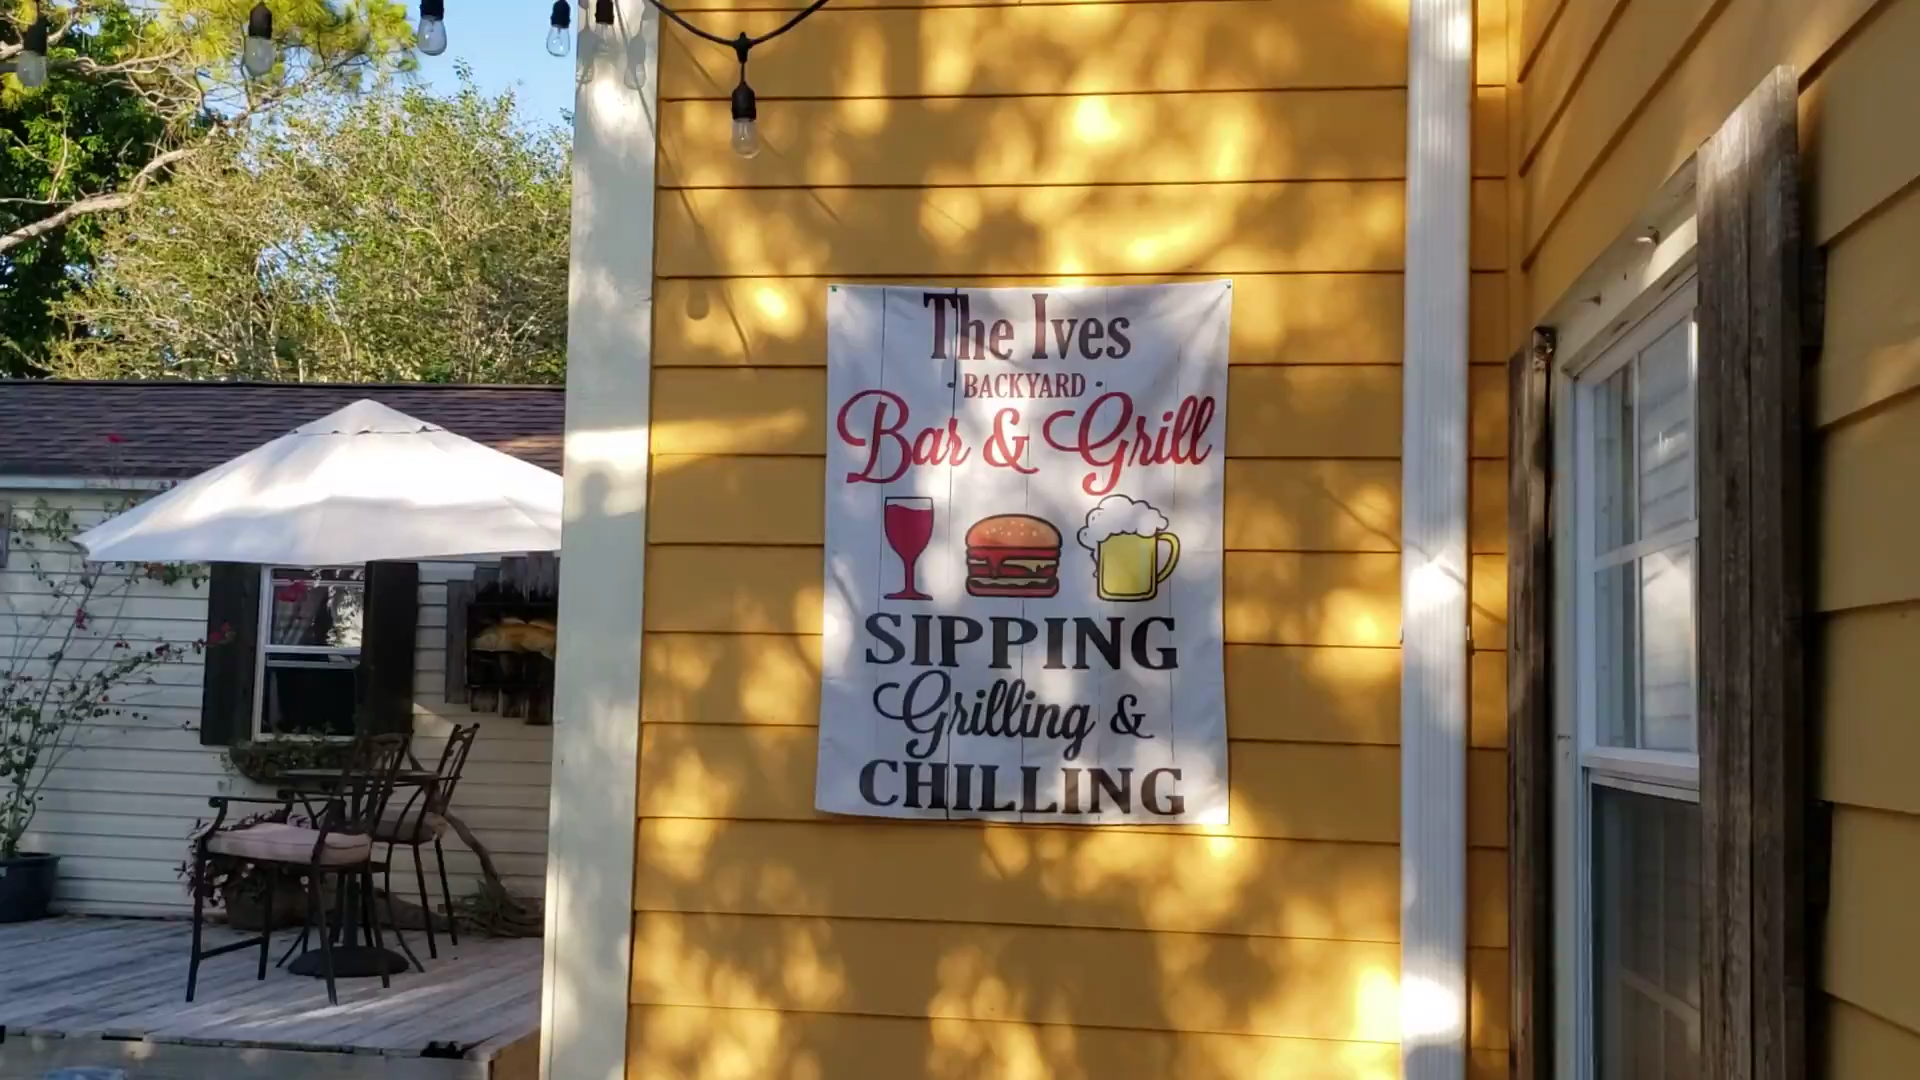 The Ives
· BACKYARD ·
Bar & Grill
SIPPING
Grilling &
CHILLING